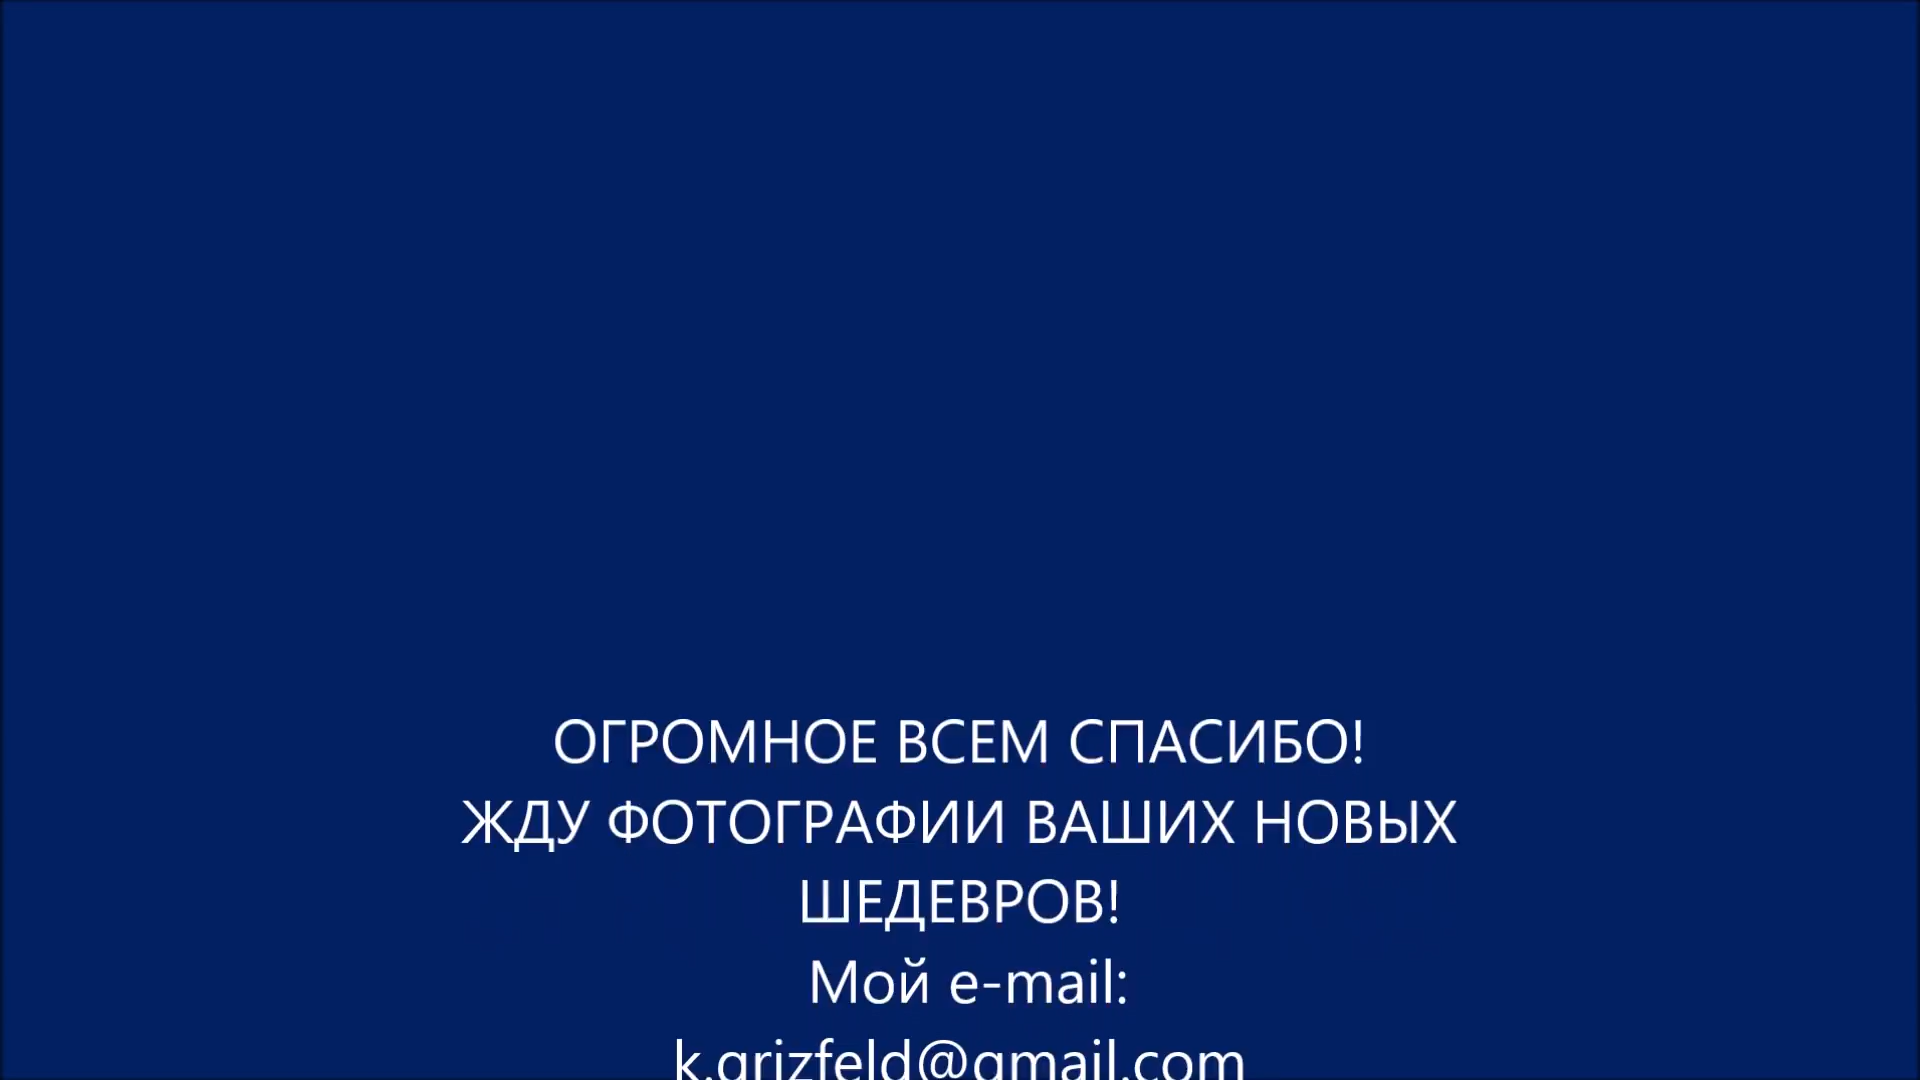 ОГРОМНОЕ ВСЕМ СПАСИБО!
ЖДУ ФОТОГРАФИИ ВАШИХ НОВЫХ
ШЕДЕВРОВ!
Мой e-mail:
k.grizfeld@gmail.com